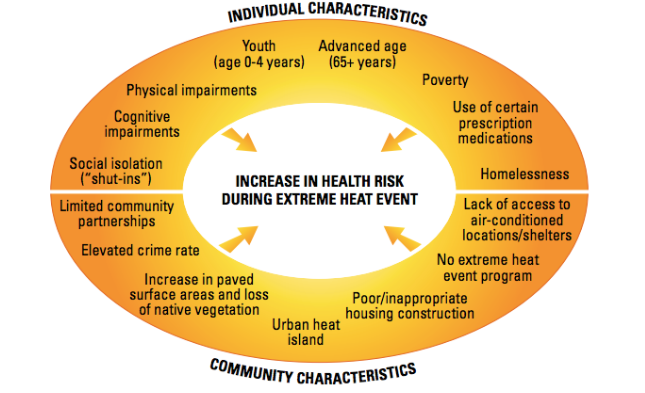 INDIVIDUAL CHARACTERISTICS
Youth
(age 0-4 years)
Advanced age
(65+ years)
Physical impairments
Poverty
Cognitive
impairments
Use of certain
prescription
medications
Social isolation
("shut-ins")
Homelessness
INCREASE IN HEALTH RISK
DURING EXTREME HEAT EVENT
Limited community
partnerships
Lack of access to
air-conditioned
locations/shelters
Elevated crime rate
No extreme heat
event program
Increase in paved
surface areas and loss
of native vegetation
Poor/inappropriate
housing construction
Urban heat
island
COMMUNITY CHARACTERISTICS